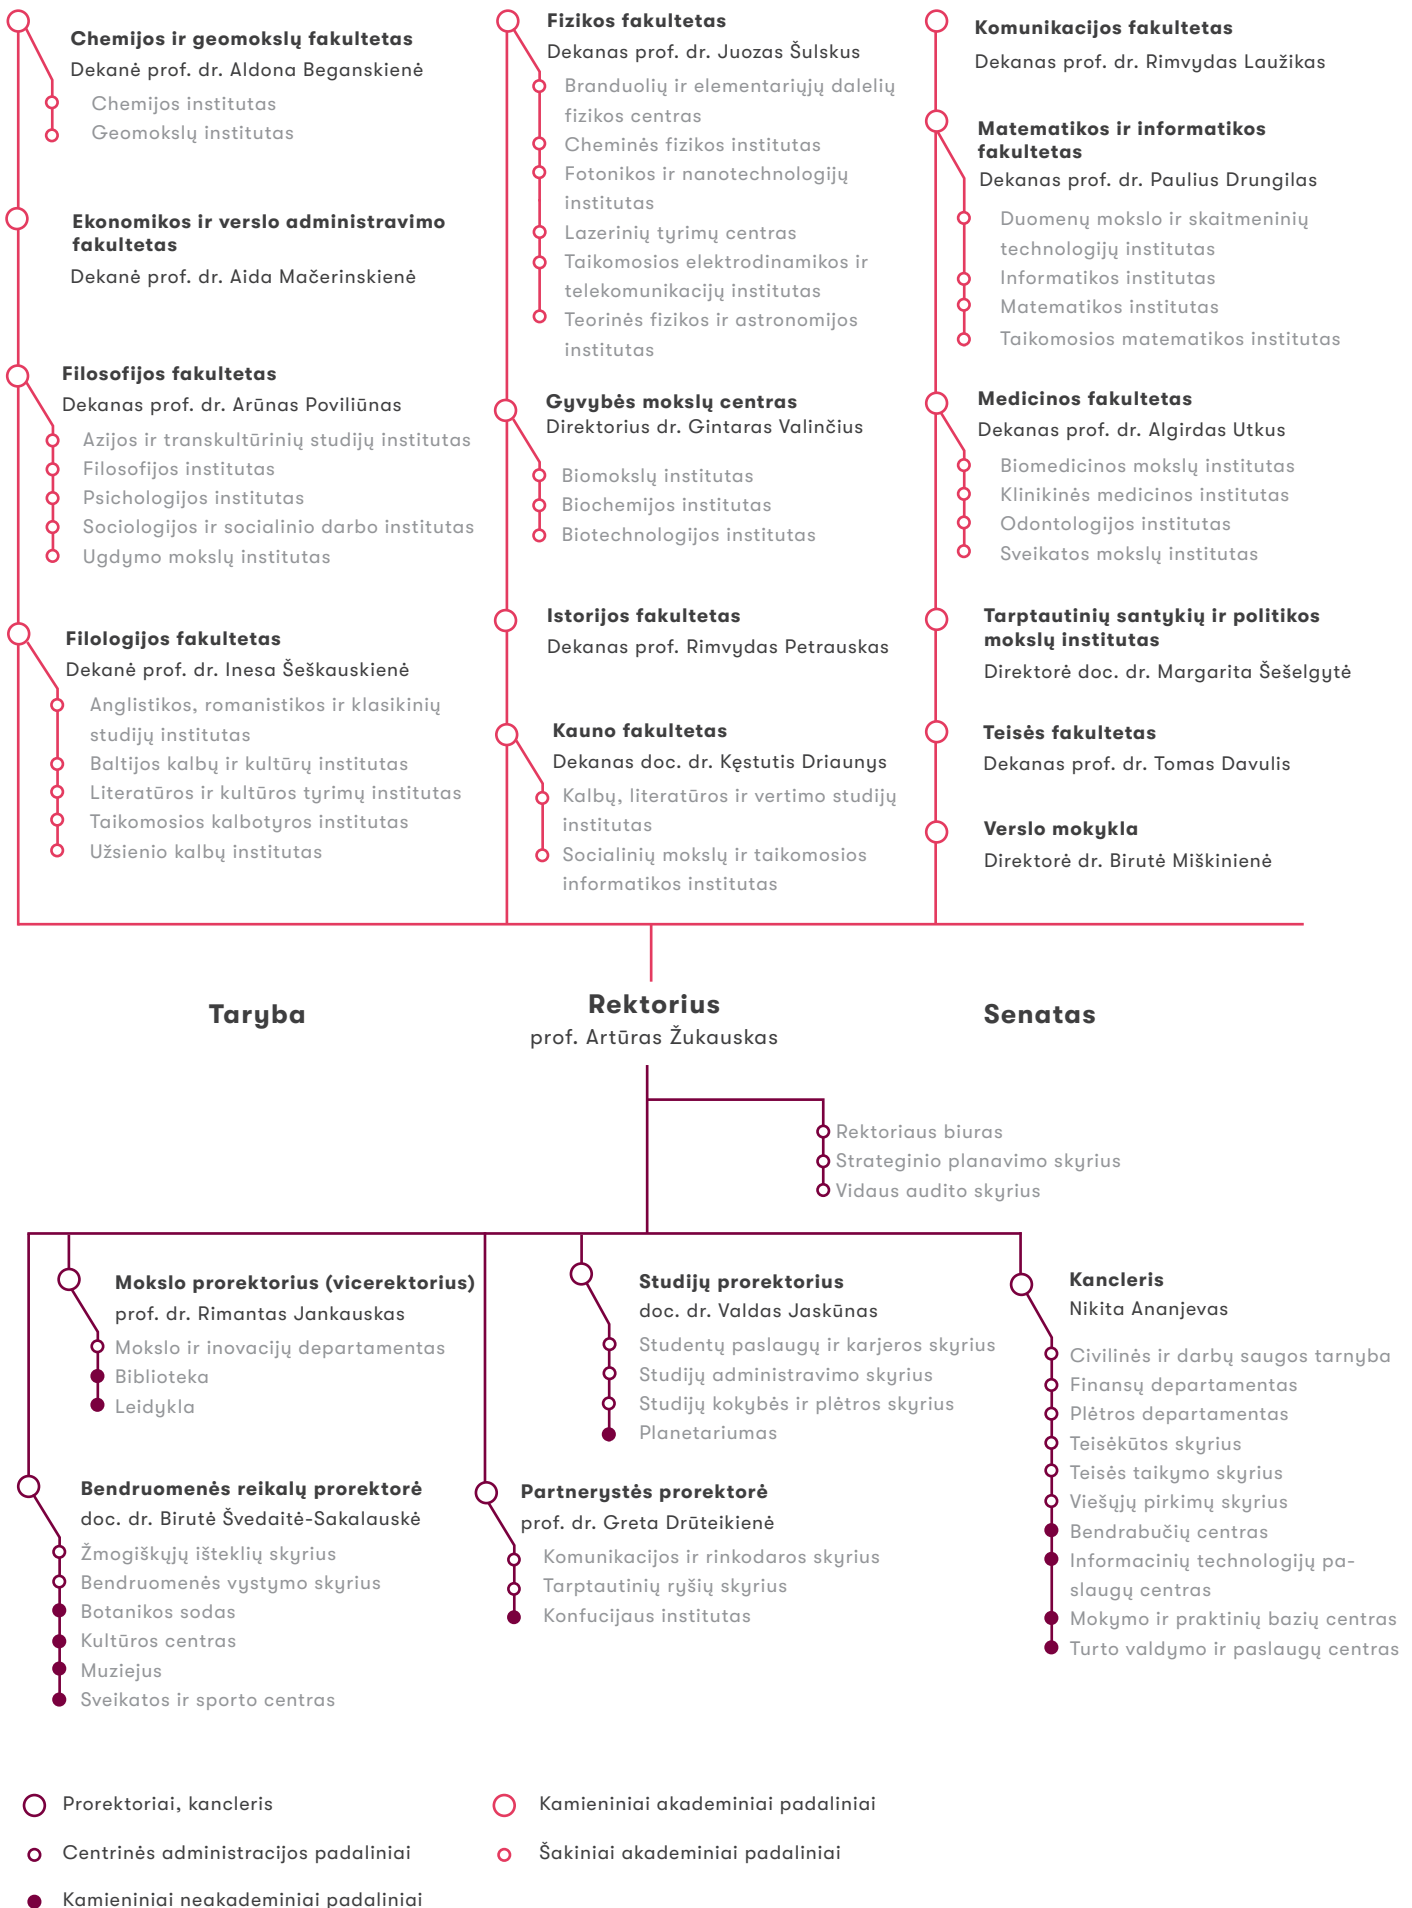 Chemijos ir geomokslų fakultetas
Dekanė prof. dr. Aldona Beganskienė
Chemijos institutas
Geomokslų institutas
Ekonomikos ir verslo administravimo
fakultetas
Dekanė prof. dr. Aida Mačerinskienė
Filosofijos fakultetas
Dekanas prof. dr. Arūnas Poviliūnas
Azijos ir transkultūrinių studijų institutas
Filosofijos institutas
Psichologijos institutas
Sociologijos ir socialinio darbo institutas
Ugdymo mokslų institutas
Filologijos fakultetas
Dekanė prof. dr. Inesa Šeškauskienė
Anglistikos, romanistikos ir klasikinių
studijų institutas
Baltijos kalbų ir kultūrų institutas
Literatūros ir kultūros tyrimų institutas
Taikomosios kalbotyros institutas
Užsienio kalbų institutas
Fizikos fakultetas
Dekanas prof. dr. Juozas Šulskus
Branduolių ir elementariųjų dalelių
fizikos centras
Cheminės fizikos institutas
Fotonikos ir nanotechnologijų
institutas
Lazerinių tyrimų centras
Taikomosios elektrodinamikos ir
telekomunikacijų institutas
Teorinės fizikos ir astronomijos
institutas
Gyvybės mokslų centras
Direktorius dr. Gintaras Valinčius
Biomokslų institutas
Biochemijos institutas
Biotechnologijos institutas
Istorijos fakultetas
Dekanas prof. Rimvydas Petrauskas
Kauno fakultetas
Dekanas doc. dr. Kęstutis Driaunys
Kalbų, literatūros ir vertimo studijų
institutas
Socialinių mokslų ir taikomosios
informatikos institutas
Komunikacijos fakultetas
Dekanas prof. dr. Rimvydas Laužikas
Matematikos ir informatikos
fakultetas
Dekanas prof. dr. Paulius Drungilas
Duomenų mokslo ir skaitmeninių
technologijų institutas
Informatikos institutas
Matematikos institutas
Taikomosios matematikos institutas
Medicinos fakultetas
Dekanas prof. dr. Algirdas Utkus
Biomedicinos mokslų institutas
Klinikinės medicinos institutas
Odontologijos institutas
Sveikatos mokslų institutas
Tarptautinių santykių ir politikos
mokslų institutas
Direktorė doc. dr. Margarita Šešelgytė
Teisės fakultetas
Dekanas prof. dr. Tomas Davulis
Verslo mokykla
Direktorė dr. Birutė Miškinienė
Taryba
Rektorius
prof. Artūras Žukauskas
Senatas
Rektoriaus biuras
Strateginio planavimo skyrius
Vidaus audito skyrius
Mokslo prorektorius (vicerektorius)
prof. dr. Rimantas Jankauskas
Mokslo ir inovacijų departamentas
Biblioteka
Leidykla
Bendruomenės reikalų prorektorė
doc. dr. Birutė Švedaitė-Sakalauskė
Žmogiškųjų išteklių skyrius
Bendruomenės vystymo skyrius
Botanikos sodas
Kultūros centras
Muziejus
Sveikatos ir sporto centras
Studijų prorektorius
doc. dr. Valdas Jaskūnas
Studentų paslaugų ir karjeros skyrius
Studijų administravimo skyrius
Studijų kokybės ir plėtros skyrius
Planetariumas
Partnerystės prorektorė
prof. dr. Greta Drūteikienė
Komunikacijos ir rinkodaros skyrius
Tarptautinių ryšių skyrius
Konfucijaus institutas
Kancleris
Nikita Ananjevas
Civilinės ir darbų saugos tarnyba
Finansų departamentas
Plėtros departamentas
Teisėkūtos skyrius
Teisės taikymo skyrius
Viešųjų pirkimų skyrius
Bendrabučių centras
Informacinių technologijų pa-
slaugų centras
Mokymo ir praktinių bazių centras
Turto valdymo ir paslaugų centras
Prorektoriai, kancleris
Centrinės administracijos padaliniai
Kamieniniai neakademiniai padaliniai
Kamieniniai akademiniai padaliniai
Šakiniai akademiniai padaliniai